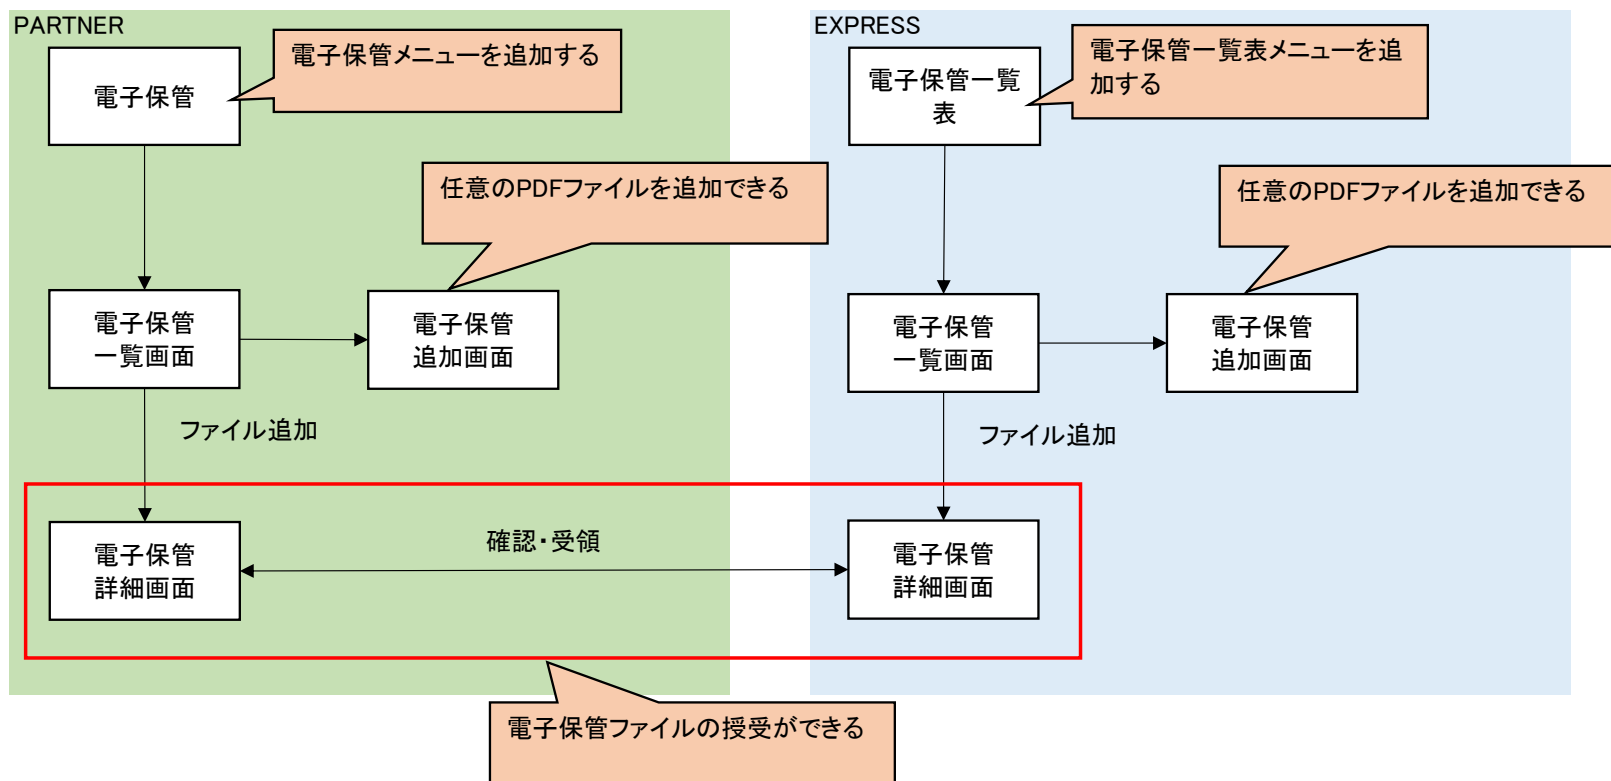 PARTNER
電子保管
電子保管メニューを追加する
任意のPDFファイルを追加できる
電子保管
一覧画面
電子保管
追加画面
ファイル追加
電子保管
詳細画面
確認・受領
EXPRESS
電子保管一覧
表
電子保管一覧表メニューを追
加する
任意のPDFファイルを追加できる
電子保管
一覧画面
電子保管
追加画面
ファイル追加
電子保管
詳細画面
電子保管ファイルの授受ができる